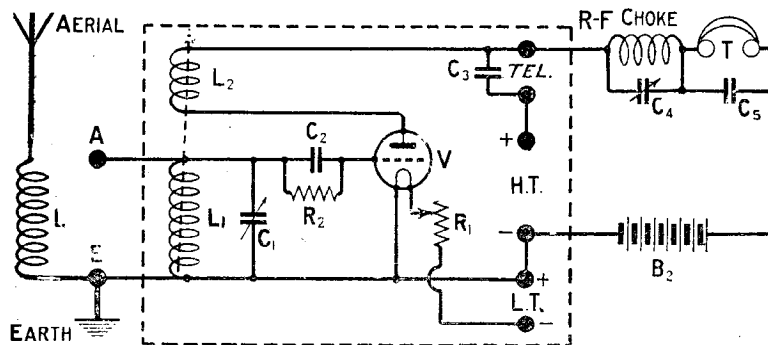 AERIAL
R-F CHOKE
T
C4
C5
L2
C3
TEL.
A
C2
V
+
H.T.
L
L1
C1
R2
R1
E
−
B2
+
L.T.
−
EARTH